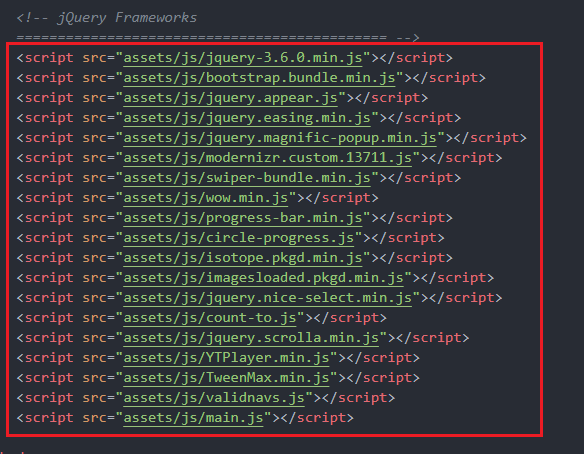 <!-- jQuery Frameworks
============================================= -->
<script src="assets/js/jquery-3.6.0.min.js"></script>
<script src="assets/js/bootstrap.bundle.min.js"></script>
<script src="assets/js/jquery.appear.js"></script>
<script src="assets/js/jquery.easing.min.js"></script>
<script src="assets/js/jquery.magnific-popup.min.js"></script>
<script src="assets/js/modernizr.custom.13711.js"></script>
<script src="assets/js/swiper-bundle.min.js"></script>
<script src="assets/js/wow.min.js"></script>
<script src="assets/js/progress-bar.min.js"></script>
<script src="assets/js/circle-progress.js"></script>
<script src="assets/js/isotope.pkgd.min.js"></script>
<script src="assets/js/imagesloaded.pkgd.min.js"></script>
<script src="assets/js/jquery.nice-select.min.js"></script>
<script src="assets/js/count-to.js"></script>
<script src="assets/js/jquery.scrolla.min.js"></script>
<script src="assets/js/YTPlayer.min.js"></script>
<script src="assets/js/TweenMax.min.js"></script>
<script src="assets/js/validnavs.js"></script>
<script src="assets/js/main.js"></script>